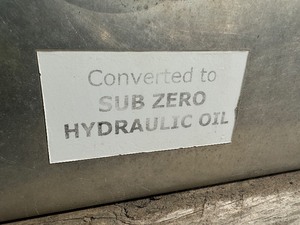 Converted to
SUB ZERO
HYDRAULIC OIL